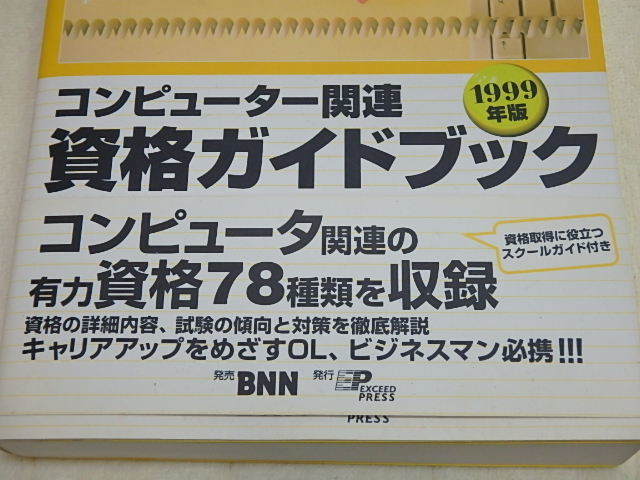 コンピューター関連
1999
年版
資格ガイドブック
コンピュータ関連の
資格取得に役立つ
スクールガイド付き
有力資格78種類を収録
資格の詳細内容、試験の傾向と対策を徹底解説
キャリアアップをめざすOL、ビジネスマン必携!!!
発売 BNN 発行 EP EXCEED
PRESS
PRESS